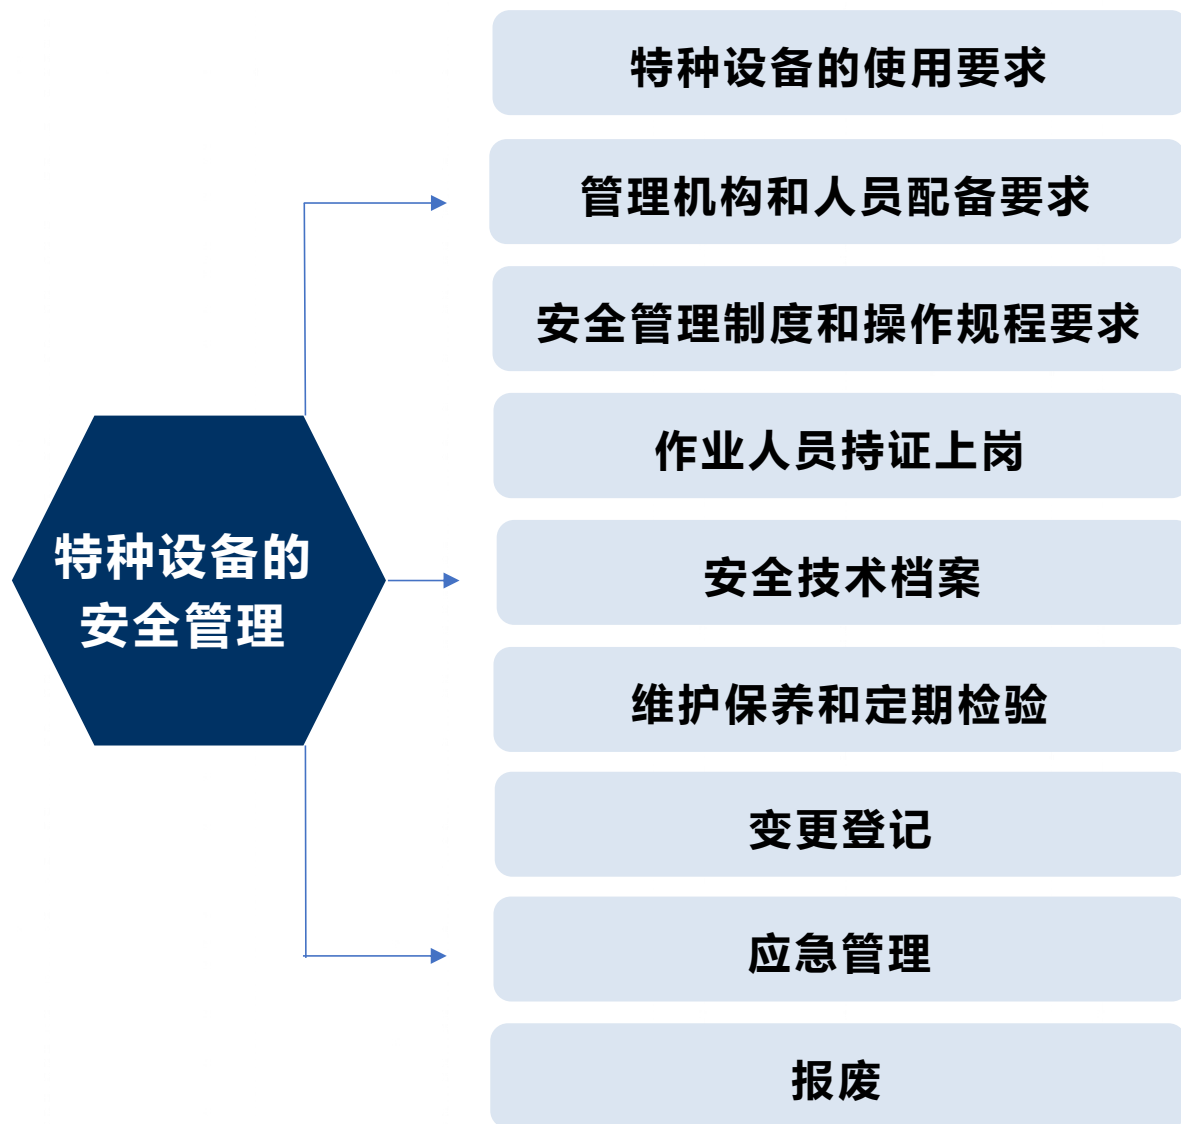 特种设备的使用要求
管理机构和人员配备要求
安全管理制度和操作规程要求
作业人员持证上岗
特种设备的
安全管理
安全技术档案
维护保养和定期检验
变更登记
应急管理
报废